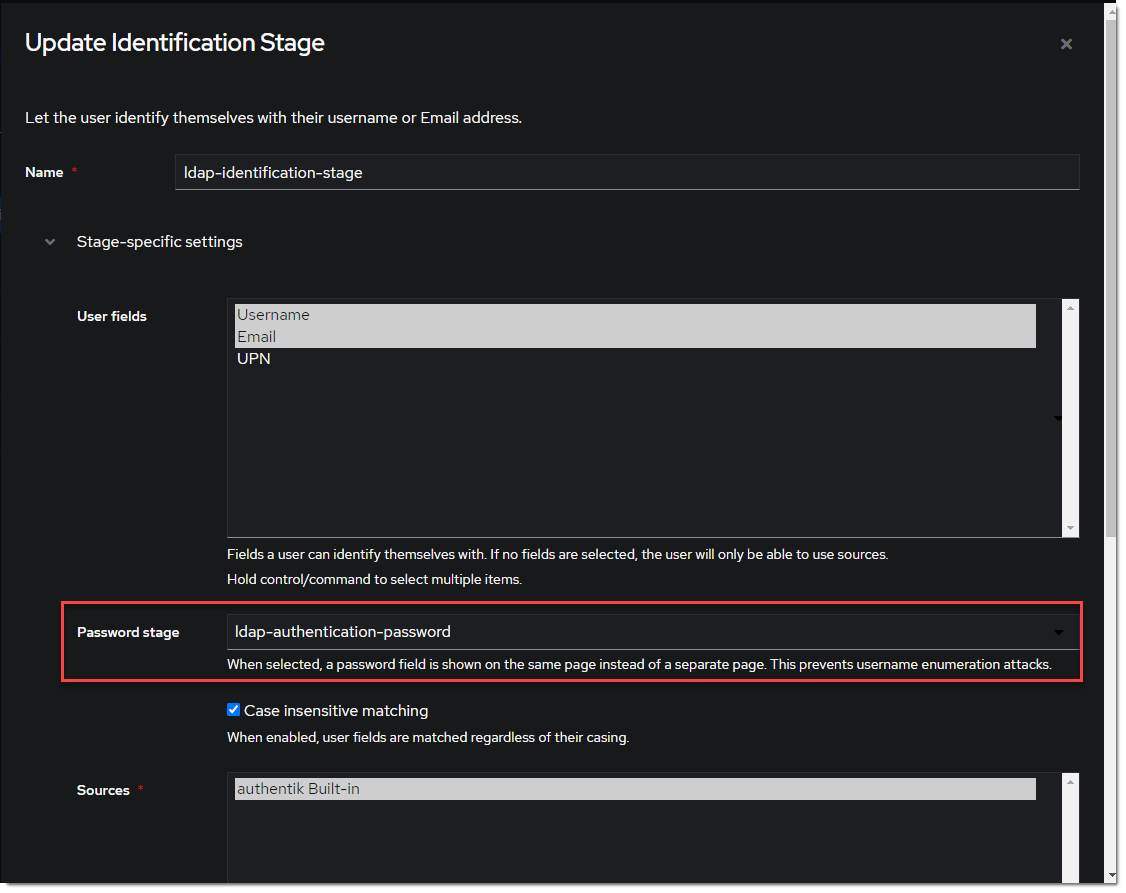 Update Identification Stage
Let the user identify themselves with their username or Email address.
Name *
ldap-identification-stage
Stage-specific settings
User fields
Username
Email
UPN
Fields a user can identify themselves with. If no fields are selected, the user will only be able to use sources.
Hold control/command to select multiple items.
Password stage
ldap-authentication-password
When selected, a password field is shown on the same page instead of a separate page. This prevents username enumeration attacks.
Case insensitive matching
When enabled, user fields are matched regardless of their casing.
Sources *
authentik Built-in